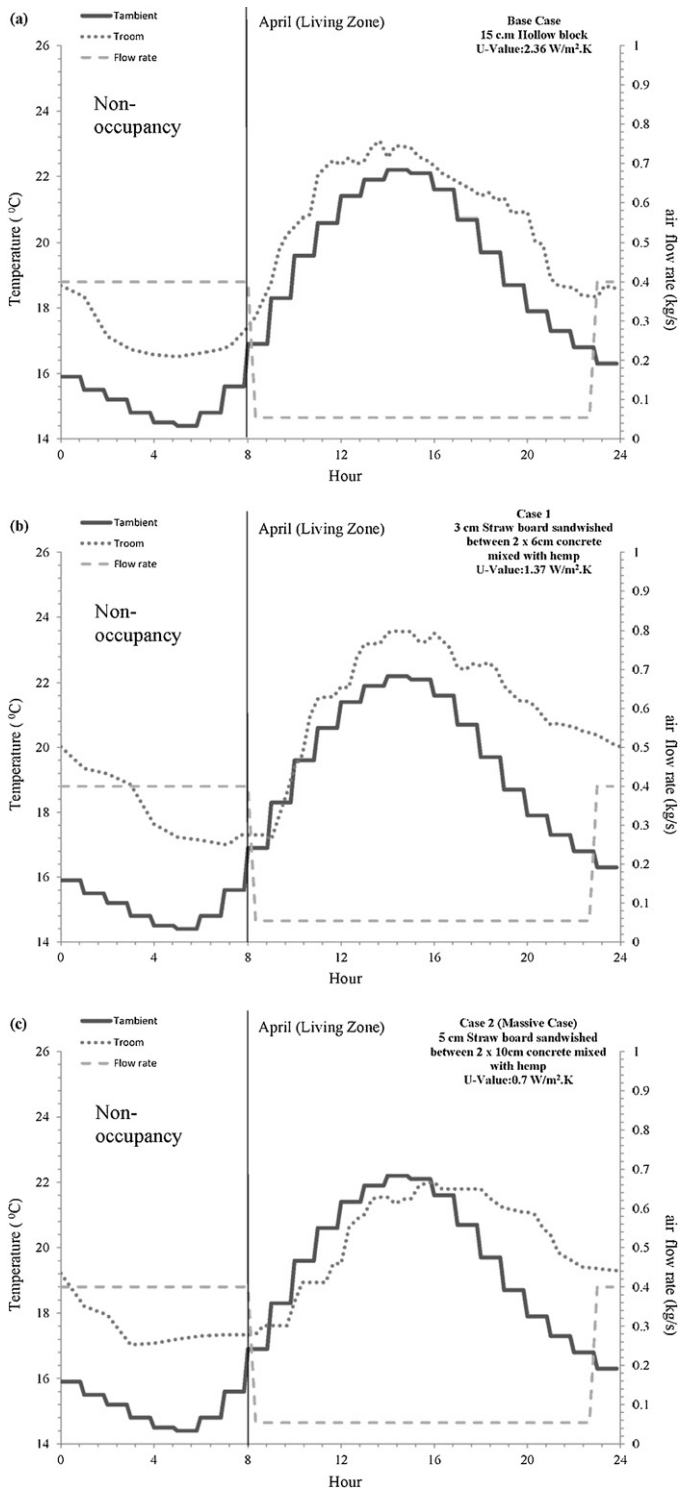 (a)
Tambient
Troom
Flow rate
April (Living Zone)
Base Case
15 c.m Hollow block
U-Value:2.36 W/m².K
Non-
occupancy
Temperature ( ⁰C)
26
24
22
20
18
16
14
0
4
8
12
16
20
24
Hour
1
0.9
0.8
0.7
0.6
0.5
0.4
0.3
0.2
0.1
0
air flow rate (kg/s)
(b)
Tambient
Troom
Flow rate
April (Living Zone)
Case 1
3 cm Straw board sandwished
between 2 x 6cm concrete
mixed with hemp
U-Value:1.37 W/m².K
Non-
occupancy
Temperature ( ⁰C)
26
24
22
20
18
16
14
0
4
8
12
16
20
24
Hour
1
0.9
0.8
0.7
0.6
0.5
0.4
0.3
0.2
0.1
0
air flow rate (kg/s)
(c)
Tambient
Troom
Flow rate
April (Living Zone)
Case 2 (Massive Case)
5 cm Straw board sandwished
between 2 x 10cm concrete mixed
with hemp
U-Value:0.7 W/m².K
Non-
occupancy
Temperature ( ⁰C)
26
24
22
20
18
16
14
0
4
8
12
16
20
24
Hour
1
0.9
0.8
0.7
0.6
0.5
0.4
0.3
0.2
0.1
0
air flow rate (kg/s)